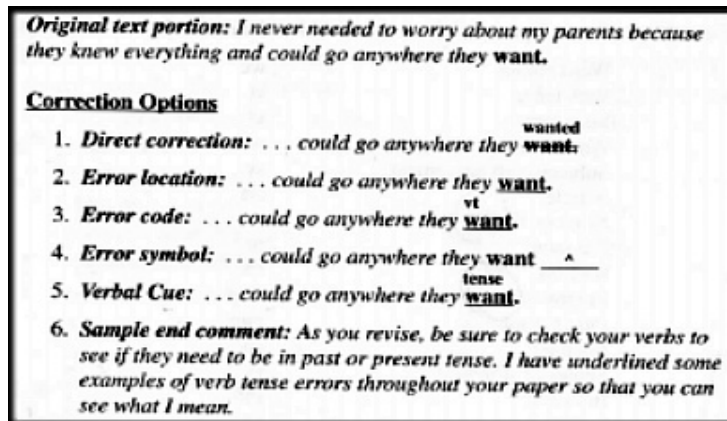 Original text portion: I never needed to worry about my parents because
they knew everything and could go anywhere they want.
Correction Options
wanted
1. Direct correction: . . . could go anywhere they want.
2. Error location: . . . could go anywhere they want.
vt
3. Error code: . . . could go anywhere they want.
4. Error symbol: . . . could go anywhere they want __^__
tense
5. Verbal Cue: . . . could go anywhere they want.
6. Sample end comment: As you revise, be sure to check your verbs to
see if they need to be in past or present tense. I have underlined some
examples of verb tense errors throughout your paper so that you can
see what I mean.